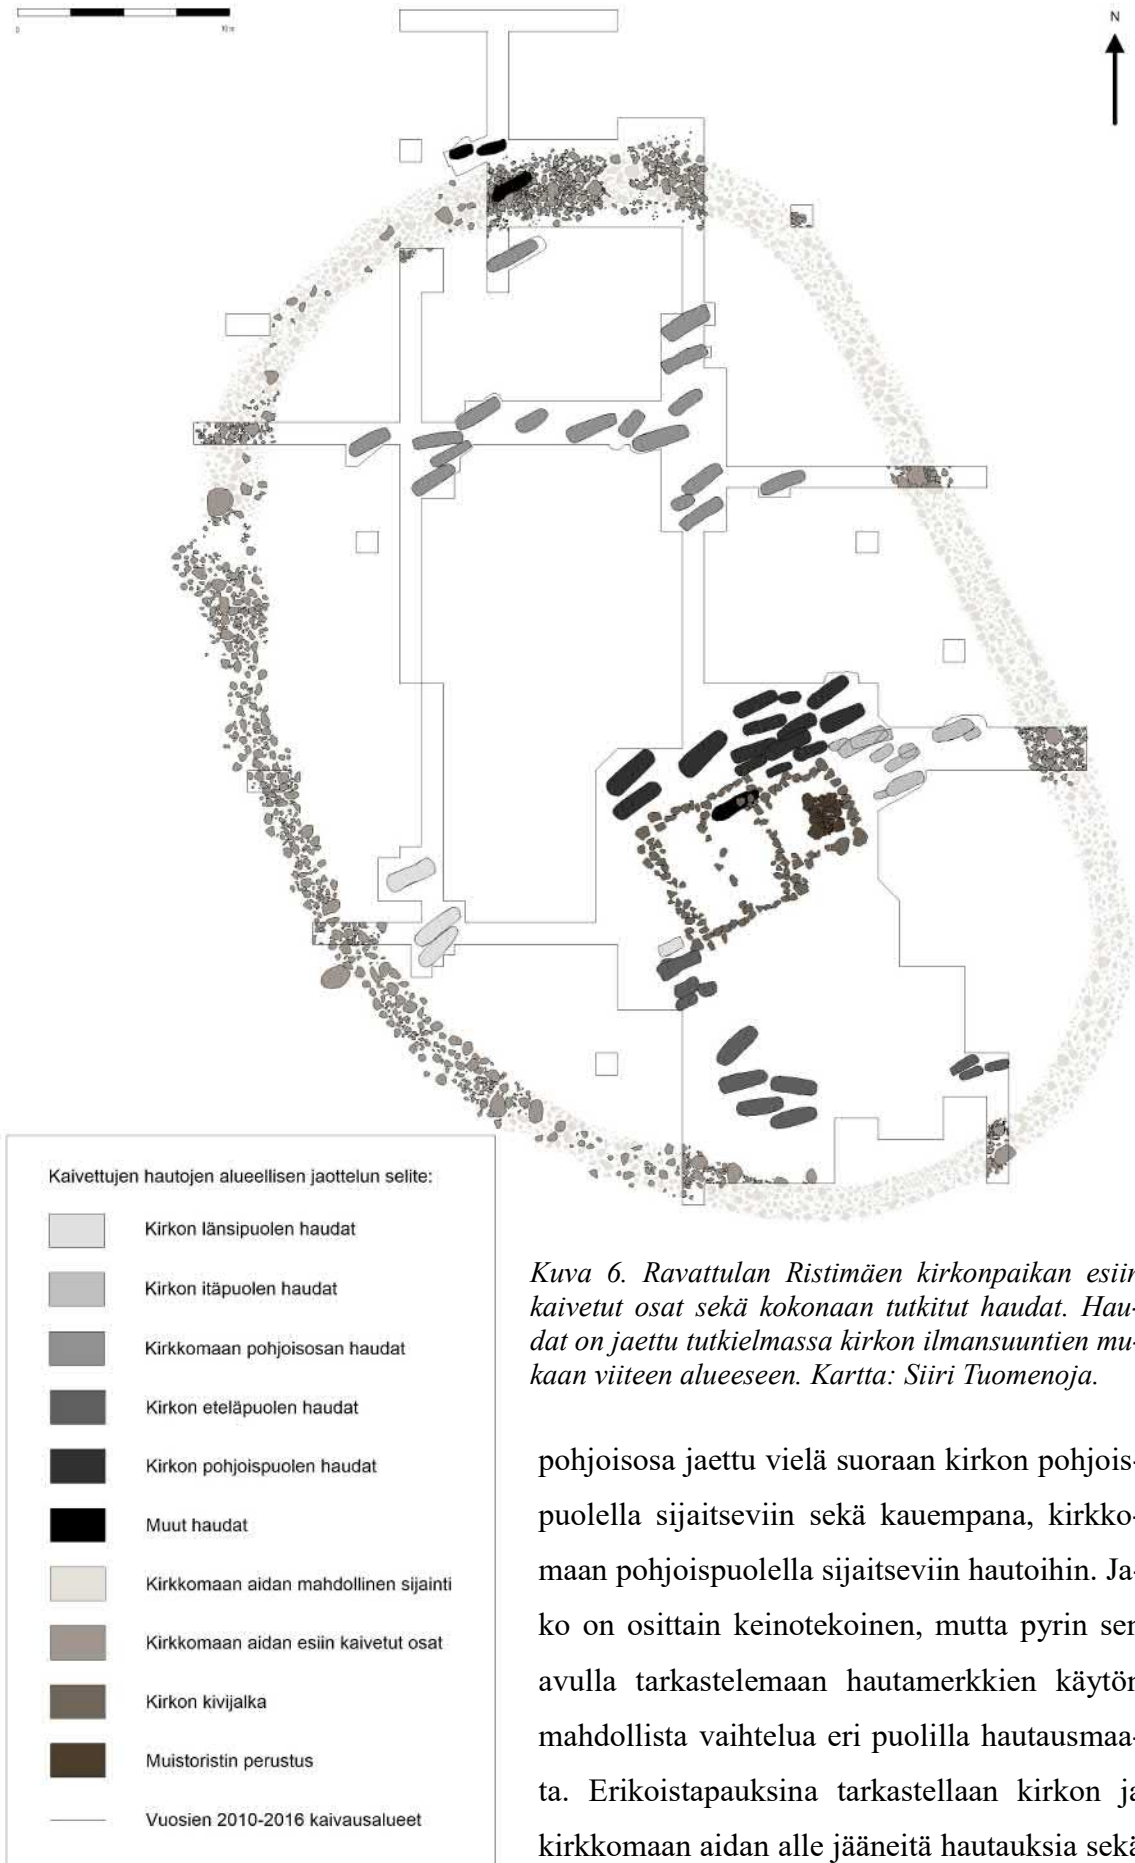 0
10 m
N
Kaivettujen hautojen alueellisen jaottelun selite:
Kirkon länsipuolen haudat
Kirkon itäpuolen haudat
Kirkkomaan pohjoisosan haudat
Kirkon eteläpuolen haudat
Kirkon pohjoispuolen haudat
Muut haudat
Kirkkomaan aidan mahdollinen sijainti
Kirkkomaan aidan esiin kaivetut osat
Kirkon kivijalka
Muistoristin perustus
Vuosien 2010-2016 kaivausalueet
Kuva 6. Ravattulan Ristimäen kirkonpaikan esiin
kaivetut osat sekä kokonaan tutkitut haudat. Hau-
dat on jaettu tutkielmassa kirkon ilmansuuntien mu-
kaan viiteen alueeseen. Kartta: Siiri Tuomenoja.
pohjoisosa jaettu vielä suoraan kirkon pohjois-
puolella sijaitseviin sekä kauempana, kirkko-
maan pohjoispuolella sijaitseviin hautoihin. Ja-
ko on osittain keinotekoinen, mutta pyrin sen
avulla tarkastelemaan hautamerkkien käytön
mahdollista vaihtelua eri puolilla hautausmaa-
ta. Erikoistapauksina tarkastellaan kirkon ja
kirkkomaan aidan alle jääneitä hautauksia sekä